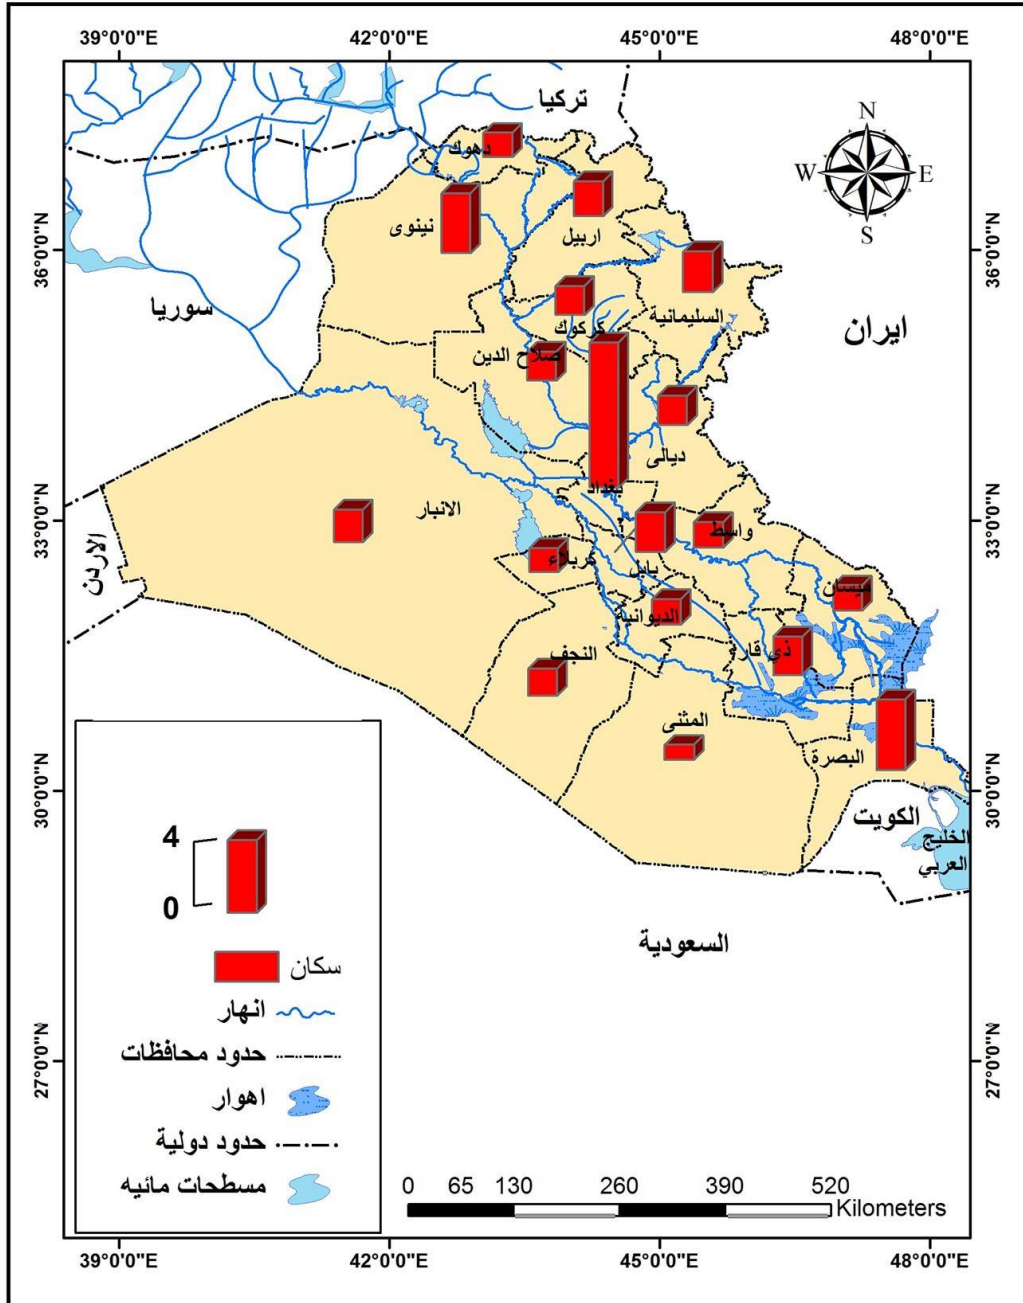 39°0'0"E 42°0'0"E 45°0'0"E 48°0'0"E
تركيا
N
W E
S
دهوك
نينوى
اربيل
36°0'0"N 36°0'0"N
سوريا
السليمانية
كركوك
ايران
صلاح الدين
ديالى
بغداد
الانبار
33°0'0"N 33°0'0"N
واسط
الاردن
كربلاء
بابل
ميسان
الديوانية
النجف
ذي قار
المثنى
البصرة
30°0'0"N 30°0'0"N
الكويت
الخليج
العربي
السعودية
4
0
سكان
انهار
حدود محافظات
27°0'0"N 27°0'0"N
اهوار
حدود دولية
مسطحات مائيه
0 65 130 260 390 520
Kilometers
39°0'0"E 42°0'0"E 45°0'0"E 48°0'0"E